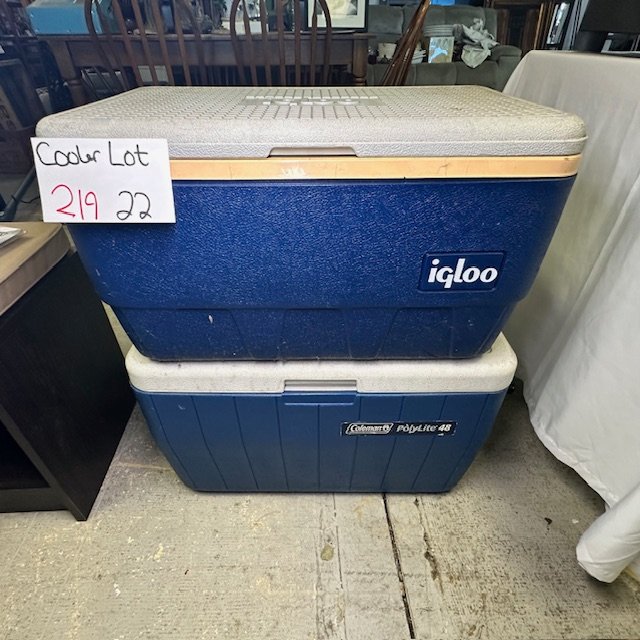 Cooler Lot
219 22
igloo
Coleman PolyLite 48